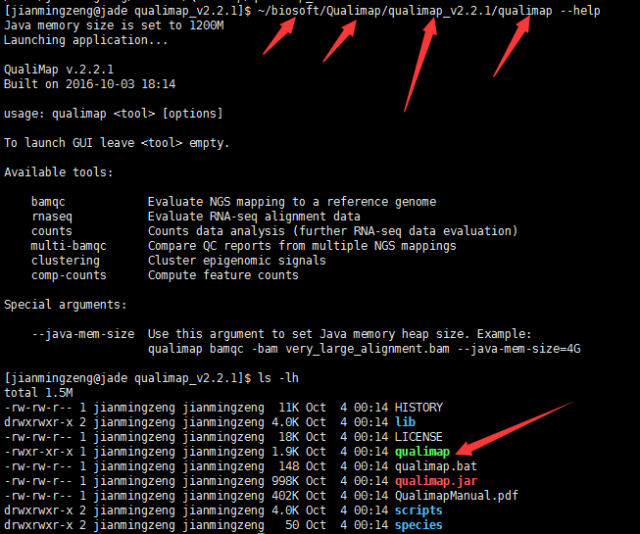 [jianmingzeng@jade qualimap_v2.2.1]$ ~/biosoft/Qualimap/qualimap_v2.2.1/qualimap --help
Java memory size is set to 1200M
Launching application...
QualiMap v.2.2.1
Built on 2016-10-03 18:14
usage: qualimap <tool> [options]
To launch GUI leave <tool> empty.
Available tools:
bamqc Evaluate NGS mapping to a reference genome
rnaseq Evaluate RNA-seq alignment data
counts Counts data analysis (further RNA-seq data evaluation)
multi-bamqc Compare QC reports from multiple NGS mappings
clustering Cluster epigenomic signals
comp-counts Compute feature counts
Special arguments:
--java-mem-size Use this argument to set Java memory heap size. Example:
qualimap bamqc -bam very_large_alignment.bam --java-mem-size=4G
[jianmingzeng@jade qualimap_v2.2.1]$ ls -lh
total 1.5M
-rw-rw-r-- 1 jianmingzeng jianmingzeng 11K Oct 4 00:14 HISTORY
drwxrwxr-x 2 jianmingzeng jianmingzeng 4.0K Oct 4 00:14 lib
-rw-rw-r-- 1 jianmingzeng jianmingzeng 18K Oct 4 00:14 LICENSE
-rwxr-xr-x 1 jianmingzeng jianmingzeng 1.9K Oct 4 00:14 qualimap
-rw-rw-r-- 1 jianmingzeng jianmingzeng 148 Oct 4 00:14 qualimap.bat
-rw-rw-r-- 1 jianmingzeng jianmingzeng 998K Oct 4 00:14 qualimap.jar
-rw-rw-r-- 1 jianmingzeng jianmingzeng 402K Oct 4 00:14 QualimapManual.pdf
drwxrwxr-x 2 jianmingzeng jianmingzeng 4.0K Oct 4 00:14 scripts
drwxrwxr-x 2 jianmingzeng jianmingzeng 50 Oct 4 00:14 species